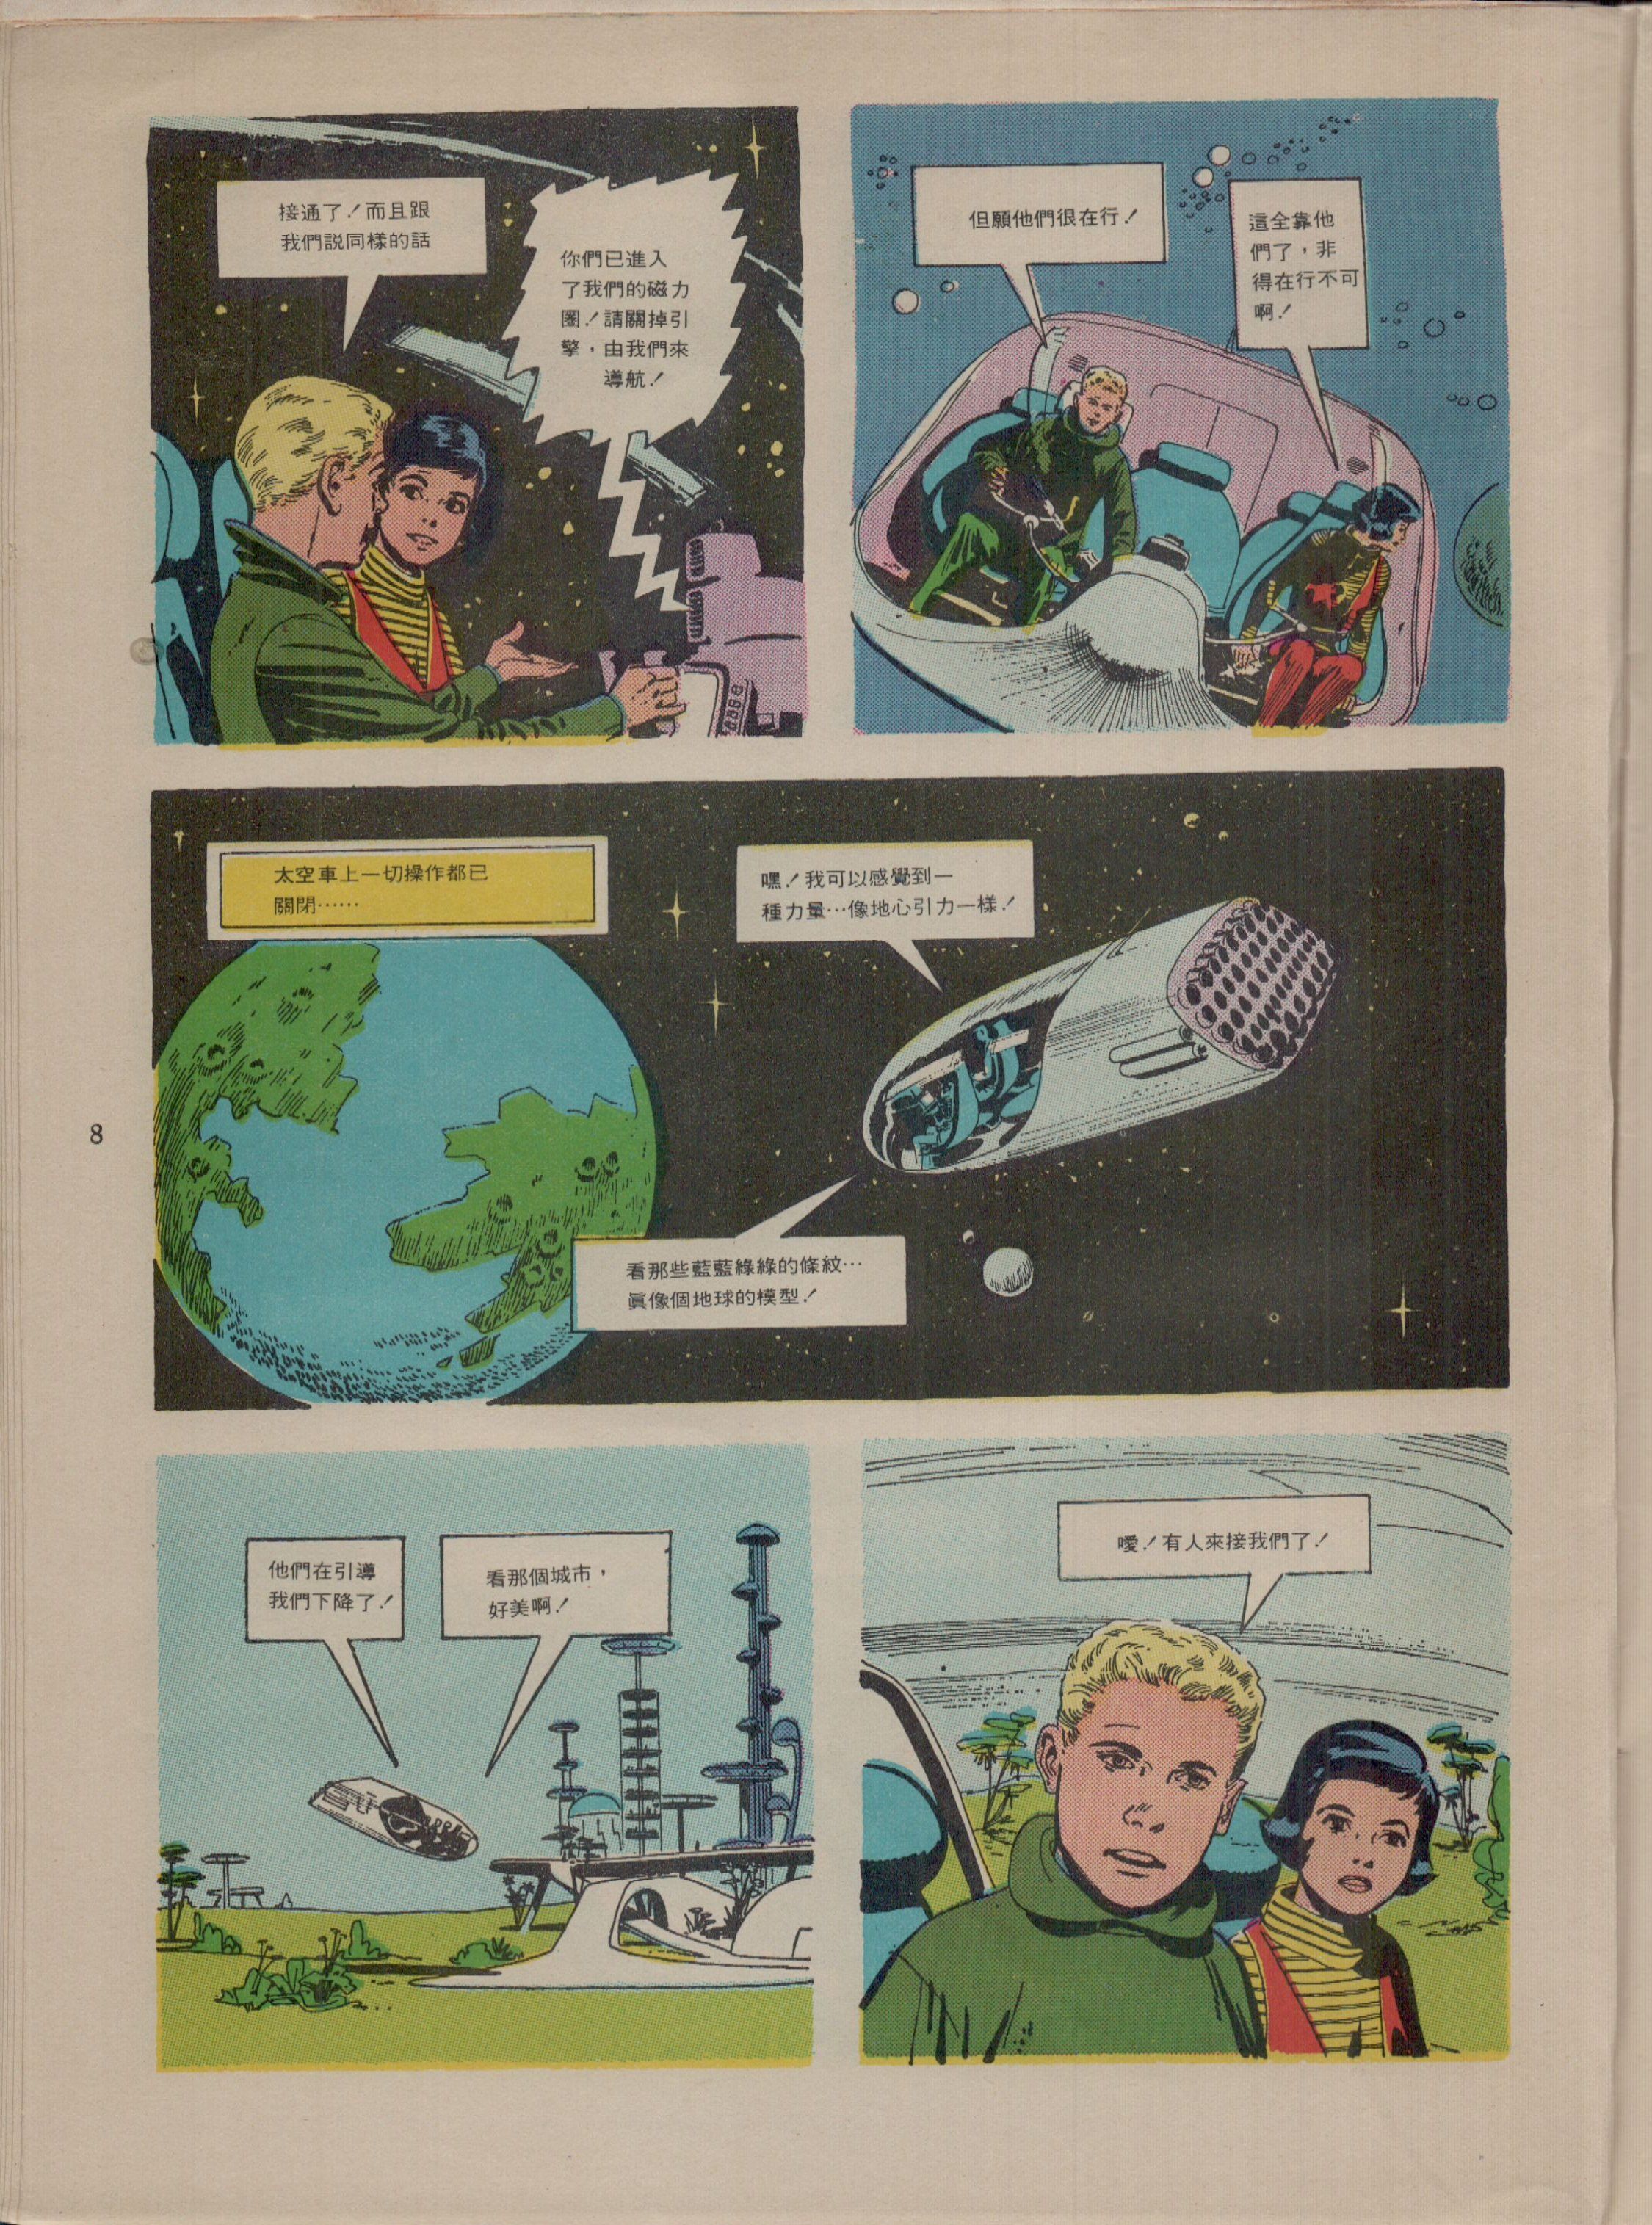 接通了！而且跟
我們説同樣的話
你們已進入
了我們的磁力
圈！請關掉引
擎，由我們來
導航！
但願他們很在行！
這全靠他
們了，非
得在行不可
啊！
太空車上一切操作都已
關閉……
嘿！我可以感覺到一
種力量…像地心引力一樣！
看那些藍藍綠綠的條紋…
眞像個地球的模型！
8
他們在引導
我們下降了！
看那個城市，
好美啊！
噯！有人來接我們了！